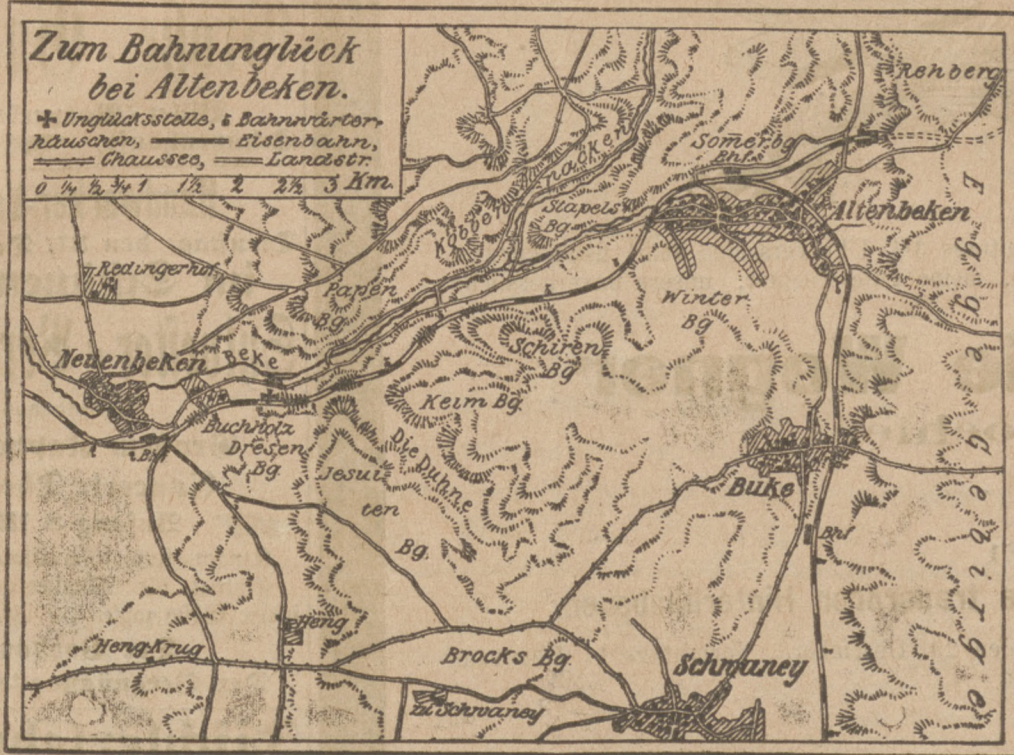 Zum Bahnunglück
bei Altenbeken.
Unglücksstelle, Bahnwärter-
häuschen, Eisenbahn,
Chaussee, Landstr.
0 ¼ ½ ¾ 1 1½ 2 2½ 3 Km.
Rehberg
Somerbg
Bhf.
Stapels
Bg.
Altenbeken
Egge Gebirge
Redingerhof
Papen
Bg.
Winter
Bg
Neuenbeken
Beke
Schiren
Bg
Keim Bg.
Buchholz
Dresen
Bg
Die Duhne
Jesui
ten
Bg.
Buke
Bhf
Heng
Heng-Krug
Brocks Bg.
Schwaney
zu Schwaney